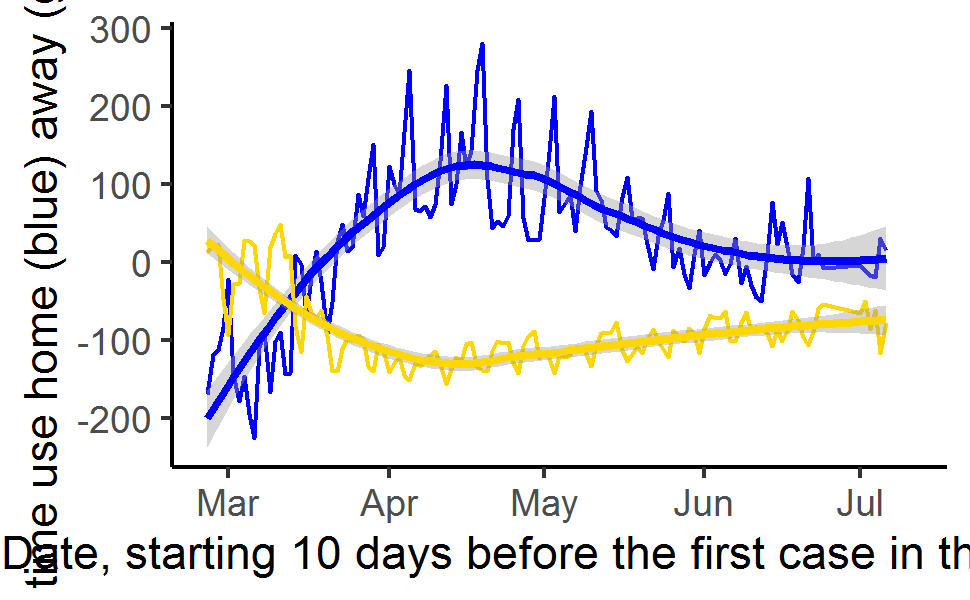 time use home (blue) away (
300
200
100
0
-100
-200
Mar Apr May Jun Jul
Date, starting 10 days before the first case in th